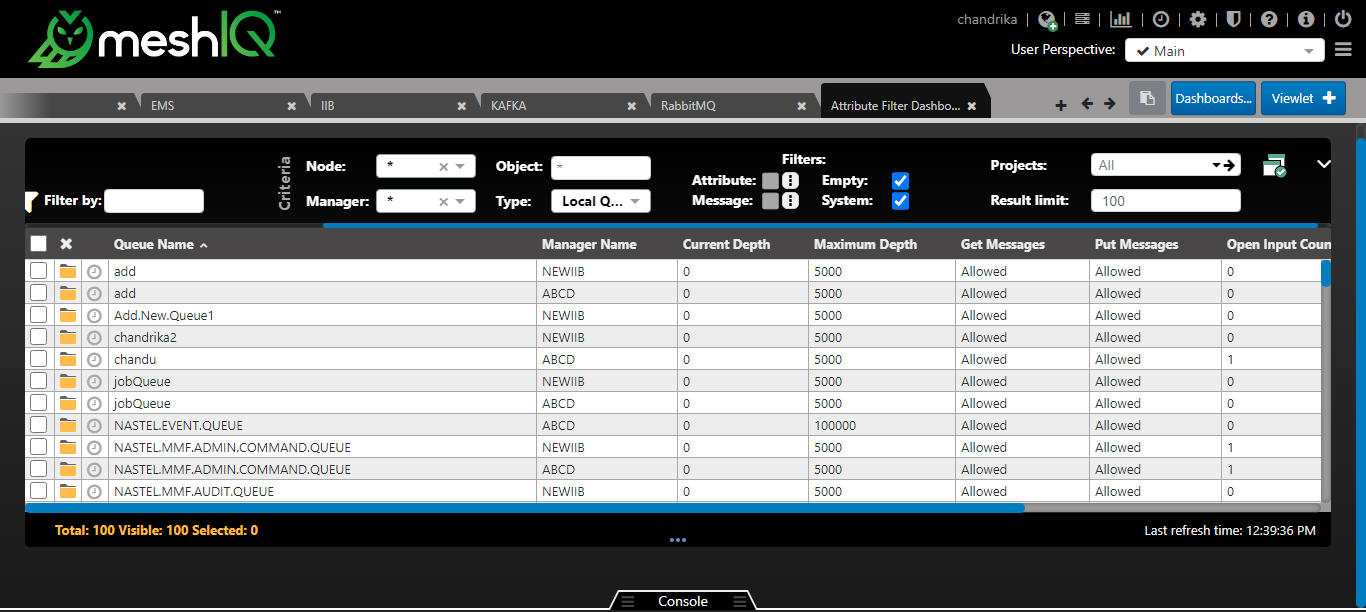 meshIQ™
chandrika
User Perspective: Main
EMS IIB KAFKA RabbitMQ Attribute Filter Dashbo...
Dashboards... Viewlet
Filter by:
Criteria
Node: *
Manager: *
Object: *
Type: Local Q...
Filters:
Attribute: Empty:
Message: System:
Projects: All
Result limit: 100
Queue Name Manager Name Current Depth Maximum Depth Get Messages Put Messages Open Input Coun
add NEWIIB 0 5000 Allowed Allowed 0
add ABCD 0 5000 Allowed Allowed 0
Add.New.Queue1 NEWIIB 0 5000 Allowed Allowed 0
chandrika2 NEWIIB 0 5000 Allowed Allowed 0
chandu ABCD 0 5000 Allowed Allowed 1
jobQueue NEWIIB 0 5000 Allowed Allowed 0
jobQueue ABCD 0 5000 Allowed Allowed 0
NASTEL.EVENT.QUEUE ABCD 0 100000 Allowed Allowed 0
NASTEL.MMF.ADMIN.COMMAND.QUEUE NEWIIB 0 5000 Allowed Allowed 1
NASTEL.MMF.ADMIN.COMMAND.QUEUE ABCD 0 5000 Allowed Allowed 1
NASTEL.MMF.AUDIT.QUEUE NEWIIB 0 5000 Allowed Allowed 0
Total: 100 Visible: 100 Selected: 0
Last refresh time: 12:39:36 PM
Console